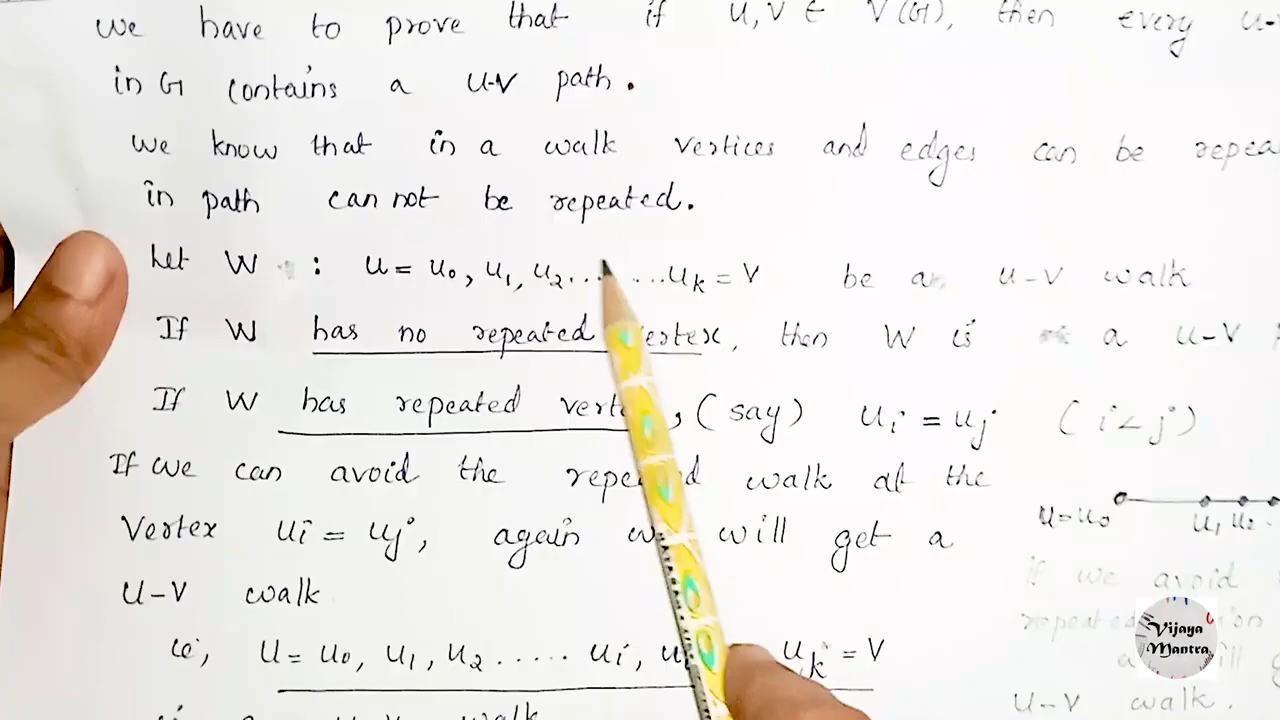 we have to prove that if u, v ∈ V(G), then every u-
in G contains a u-v path.
we know that in a walk vertices and edges can be
in path can not be repeated.
Let W : u = u₀, u₁, u₂....... uₖ = v be a u-v walk
If W has no repeated then W is a u-v
If W has repeated , (say) uᵢ = uⱼ (i < j)
If we can avoid the walk at the
vertex uᵢ = uⱼ, again will get a
u-v walk
ie, u = u₀, u₁, u₂...... uᵢ, uₖ = v
u-v walk
u=u₀ u₁ u₂
if we avoid
u-v walk.
Vijaya
Mantra